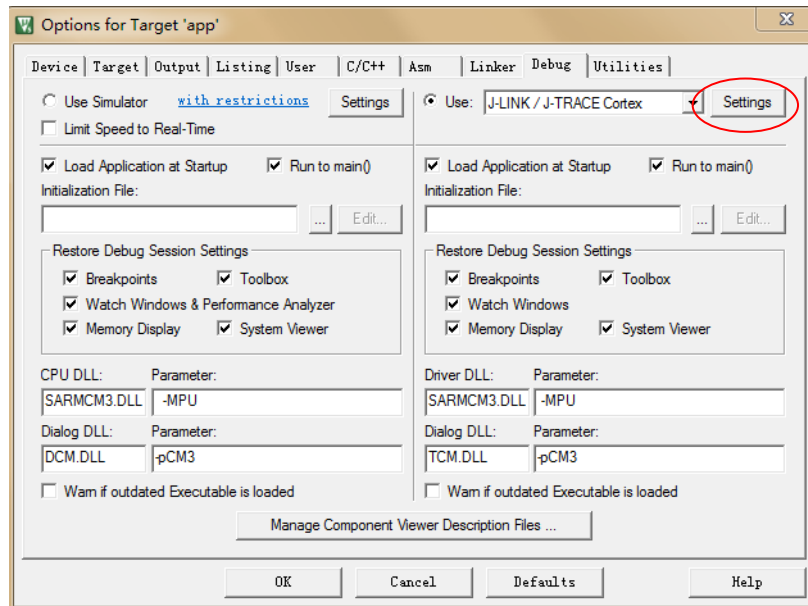 Options for Target 'app'
Device Target Output Listing User C/C++ Asm Linker Debug Utilities
Use Simulator with restrictions Settings
Limit Speed to Real-Time
Load Application at Startup Run to main()
Initialization File:
... Edit...
Restore Debug Session Settings
Breakpoints Toolbox
Watch Windows & Performance Analyzer
Memory Display System Viewer
CPU DLL: Parameter:
SARMCM3.DLL -MPU
Dialog DLL: Parameter:
DCM.DLL -pCM3
Warn if outdated Executable is loaded
Use: J-LINK / J-TRACE Cortex Settings
Load Application at Startup Run to main()
Initialization File:
... Edit...
Restore Debug Session Settings
Breakpoints Toolbox
Watch Windows
Memory Display System Viewer
Driver DLL: Parameter:
SARMCM3.DLL -MPU
Dialog DLL: Parameter:
TCM.DLL -pCM3
Warn if outdated Executable is loaded
Manage Component Viewer Description Files ...
OK Cancel Defaults Help